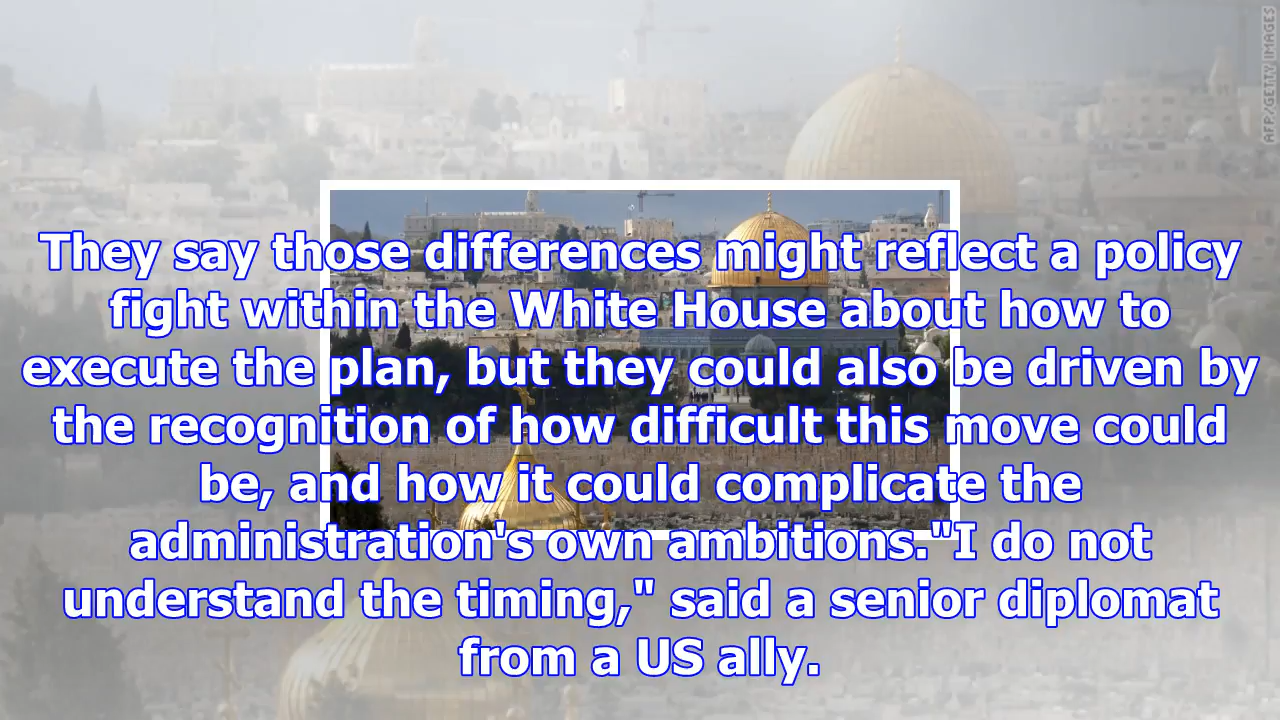 AFP/GETTY IMAGES
They say those differences might reflect a policy
fight within the White House about how to
execute the plan, but they could also be driven by
the recognition of how difficult this move could
be, and how it could complicate the
administration's own ambitions."I do not
understand the timing," said a senior diplomat
from a US ally.